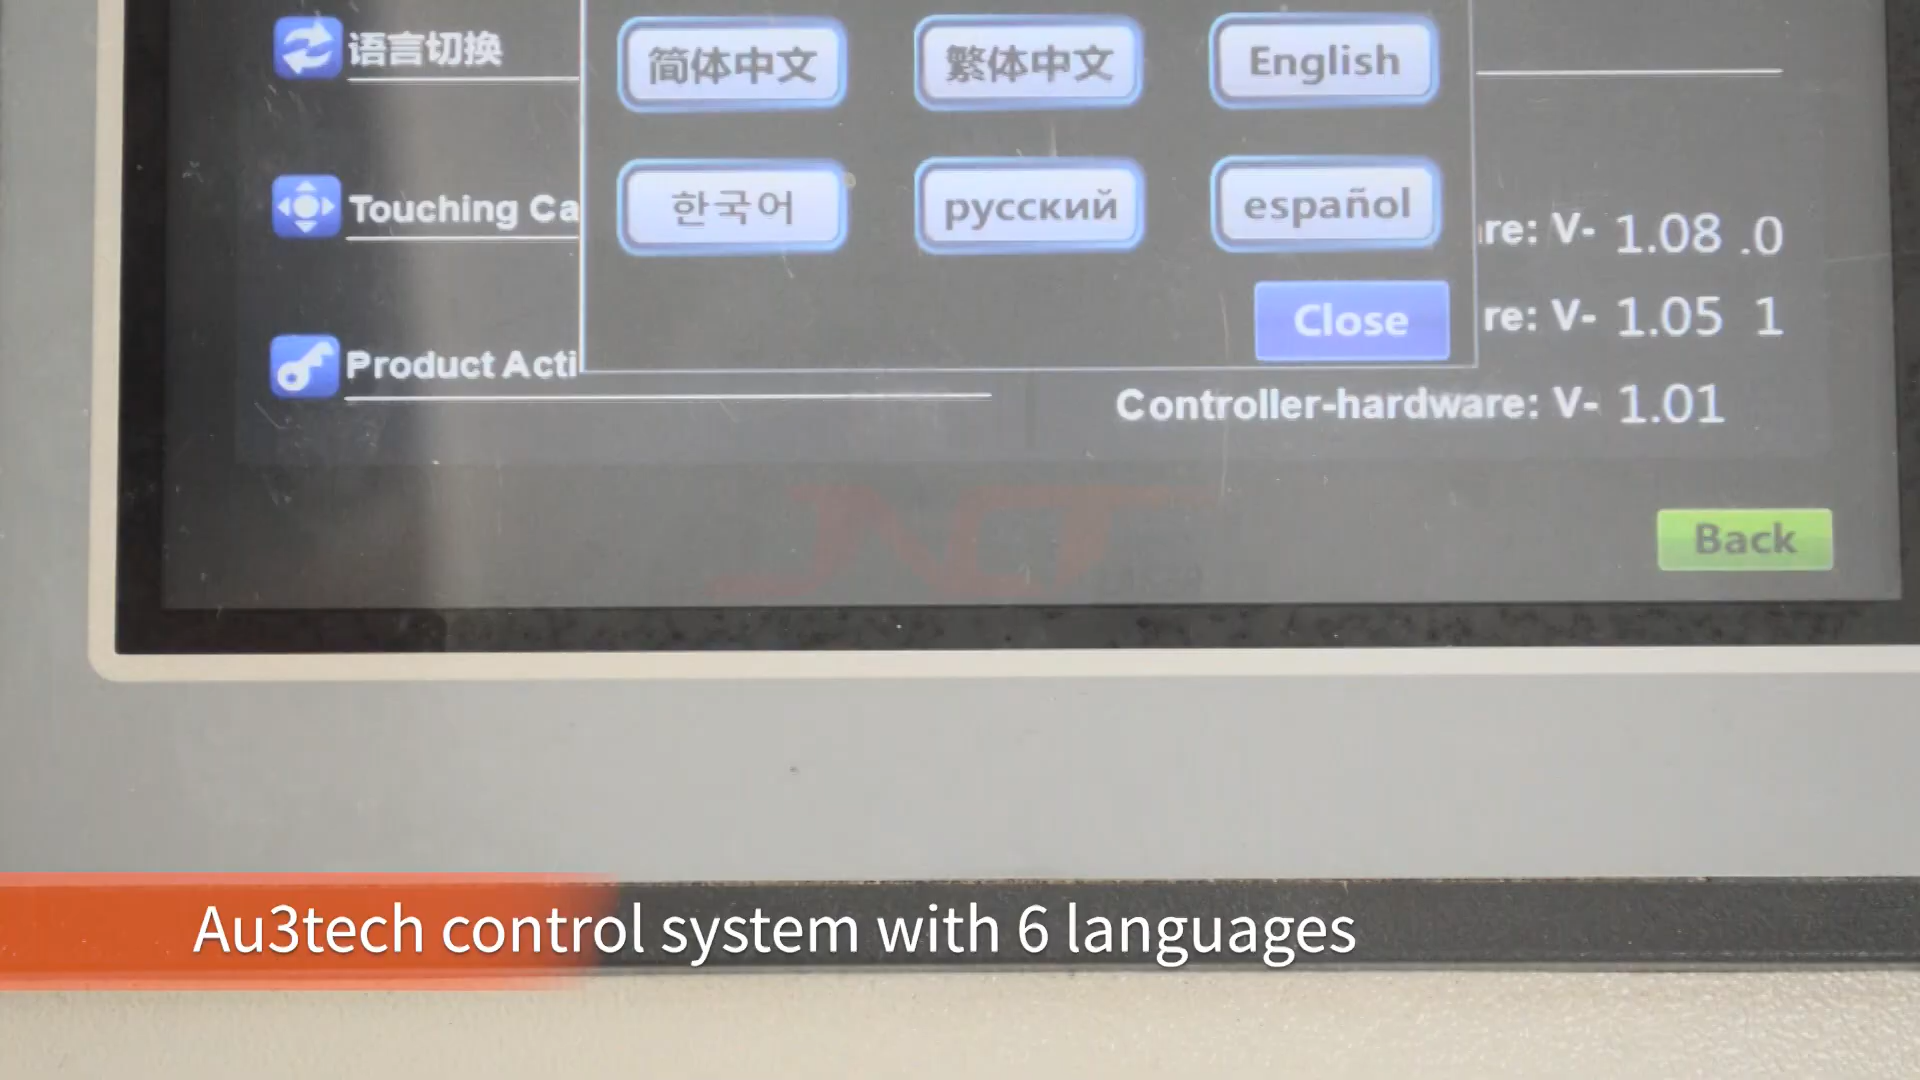 语言切换
简体中文 繁体中文 English
한국어 русский español
Touching Ca
re: V- 1.08 .0
Close
re: V- 1.05 1
Product Acti
Controller-hardware: V- 1.01
JNCT
Back
Au3tech control system with 6 languages